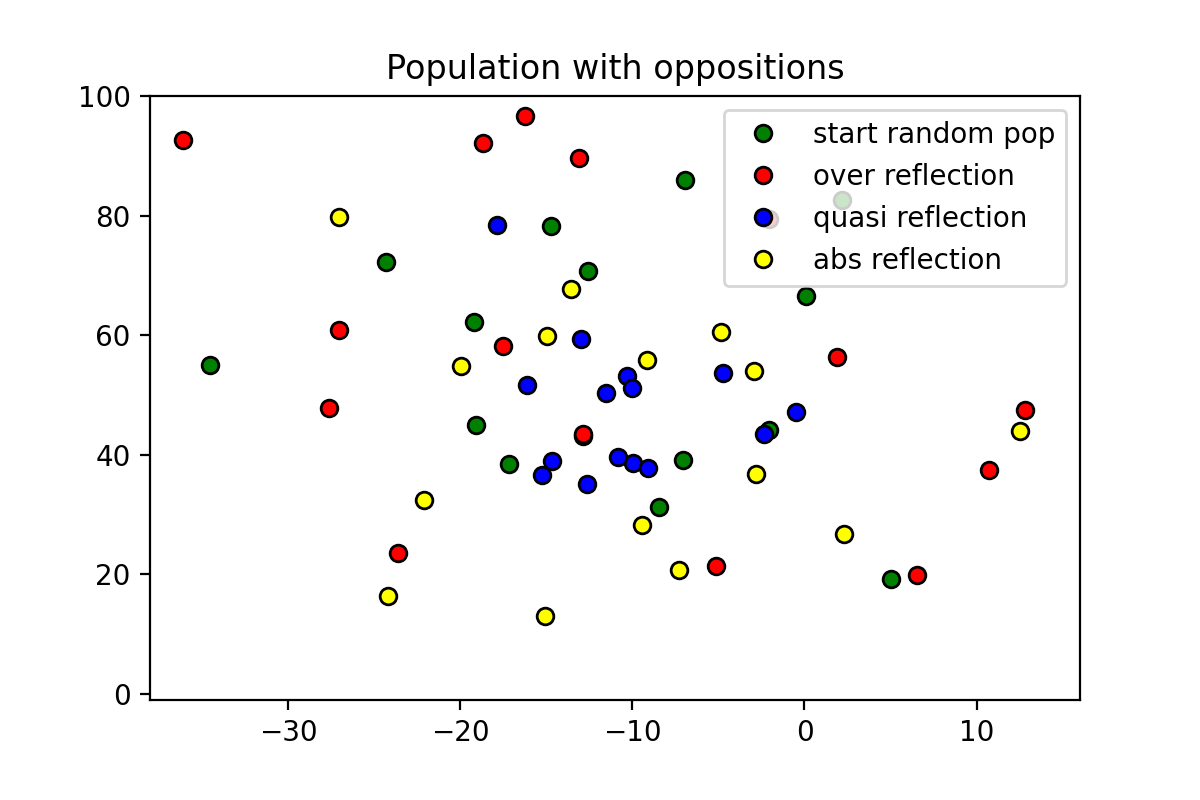 Population with oppositions
100
80
60
40
20
0
−30
−20
−10
0
10
start random pop
over reflection
quasi reflection
abs reflection